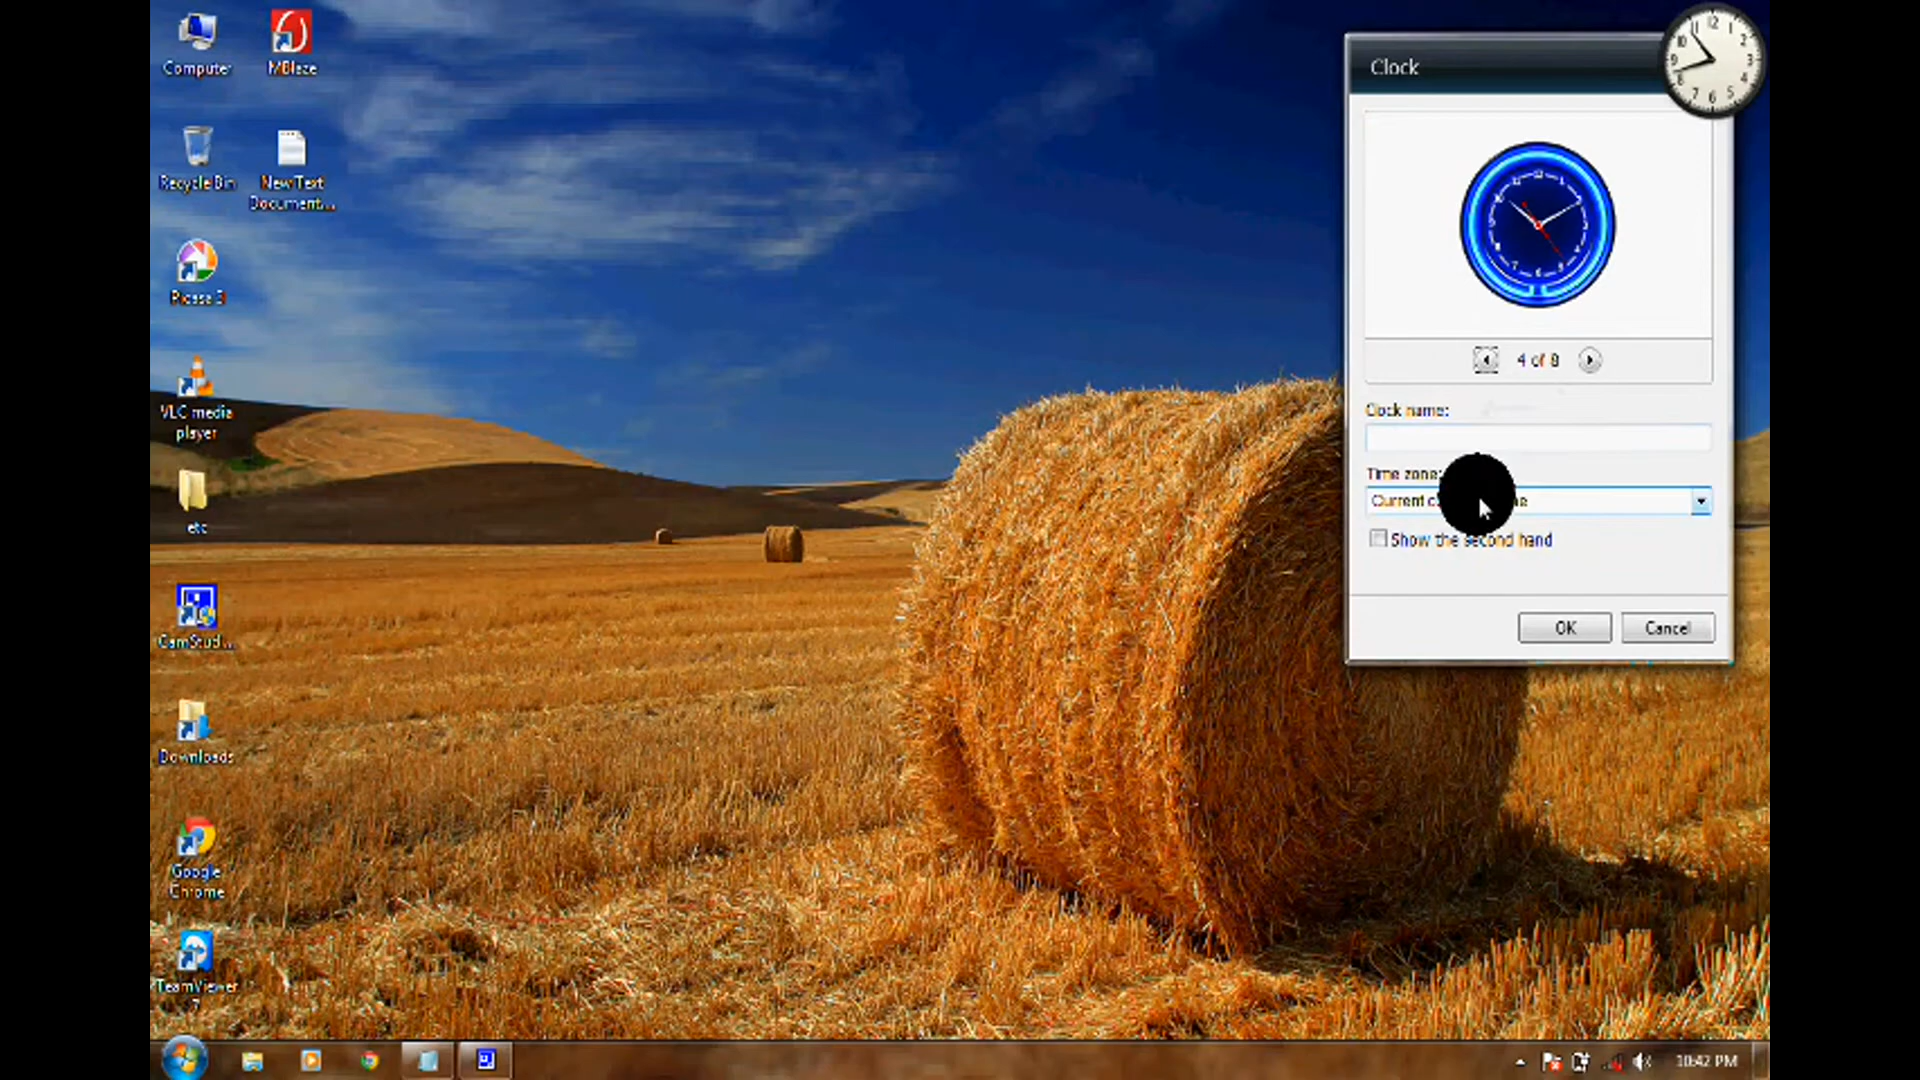 Computer
MBlaze
Recycle Bin
New Text
Document...
Picasa 3
VLC media
player
etc
CamStudi...
Downloads
Google
Chrome
TeamViewer
7
Clock
4 of 8
Clock name:
Time zone:
Current c
Show the second hand
OK
Cancel
10:42 PM